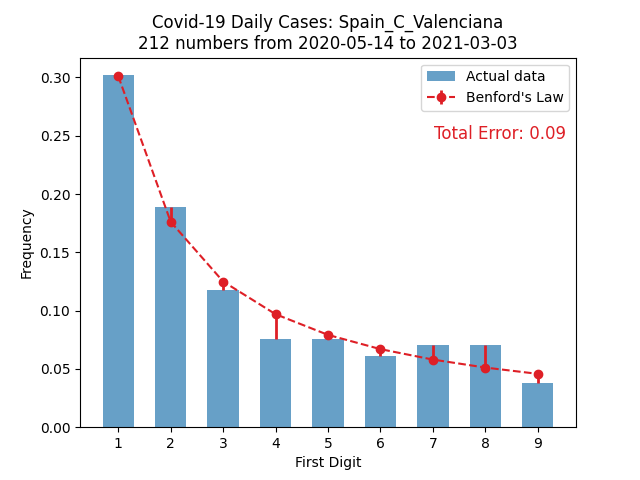 Covid-19 Daily Cases: Spain_C_Valenciana
212 numbers from 2020-05-14 to 2021-03-03
Actual data
Benford's Law
Total Error: 0.09
Frequency
0.30
0.25
0.20
0.15
0.10
0.05
0.00
1 2 3 4 5 6 7 8 9
First Digit